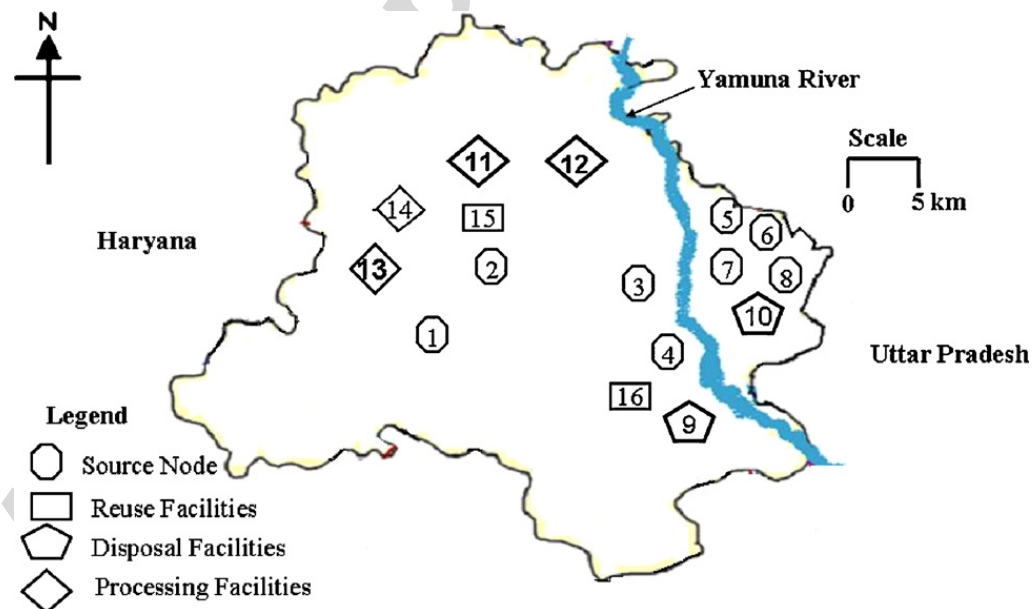 N
Yamuna River
Scale
0 5 km
11
12
14
15
5
6
Haryana
13
2
7
8
3
10
1
4
Uttar Pradesh
16
9
Legend
Source Node
Reuse Facilities
Disposal Facilities
Processing Facilities